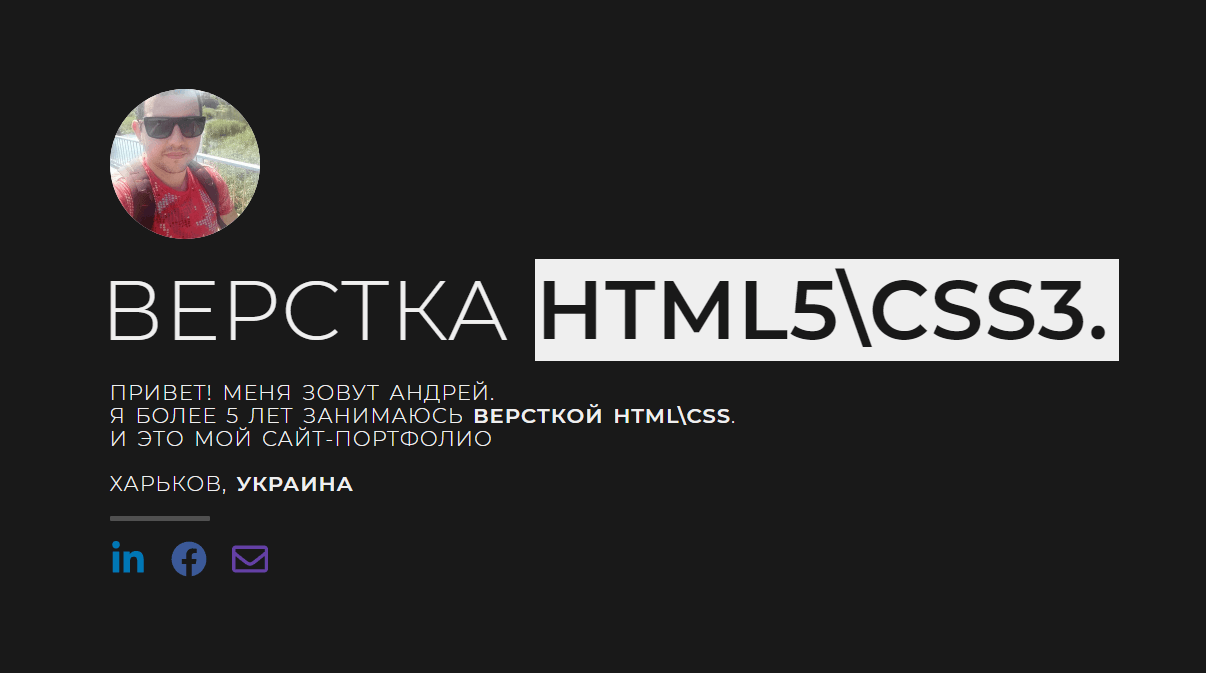 ВЕРСТКА HTML5\CSS3.
ПРИВЕТ! МЕНЯ ЗОВУТ АНДРЕЙ.
Я БОЛЕЕ 5 ЛЕТ ЗАНИМАЮСЬ ВЕРСТКОЙ HTML\CSS.
И ЭТО МОЙ САЙТ-ПОРТФОЛИО
ХАРЬКОВ, УКРАИНА
in